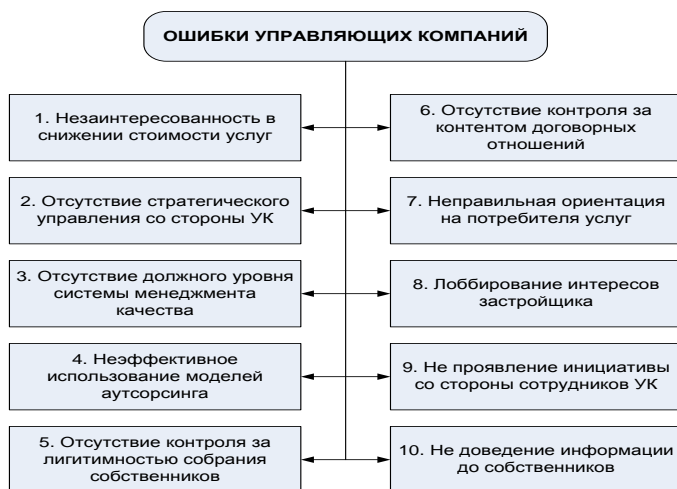 ОШИБКИ УПРАВЛЯЮЩИХ КОМПАНИЙ
1. Незаинтересованность в
снижении стоимости услуг
2. Отсутствие стратегического
управления со стороны УК
3. Отсутствие должного уровня
системы менеджмента
качества
4. Неэффективное
использование моделей
аутсорсинга
5. Отсутствие контроля за
лигитимностью собрания
собственников
6. Отсутствие контроля за
контентом договорных
отношений
7. Неправильная ориентация
на потребителя услуг
8. Лоббирование интересов
застройщика
9. Не проявление инициативы
со стороны сотрудников УК
10. Не доведение информации
до собственников